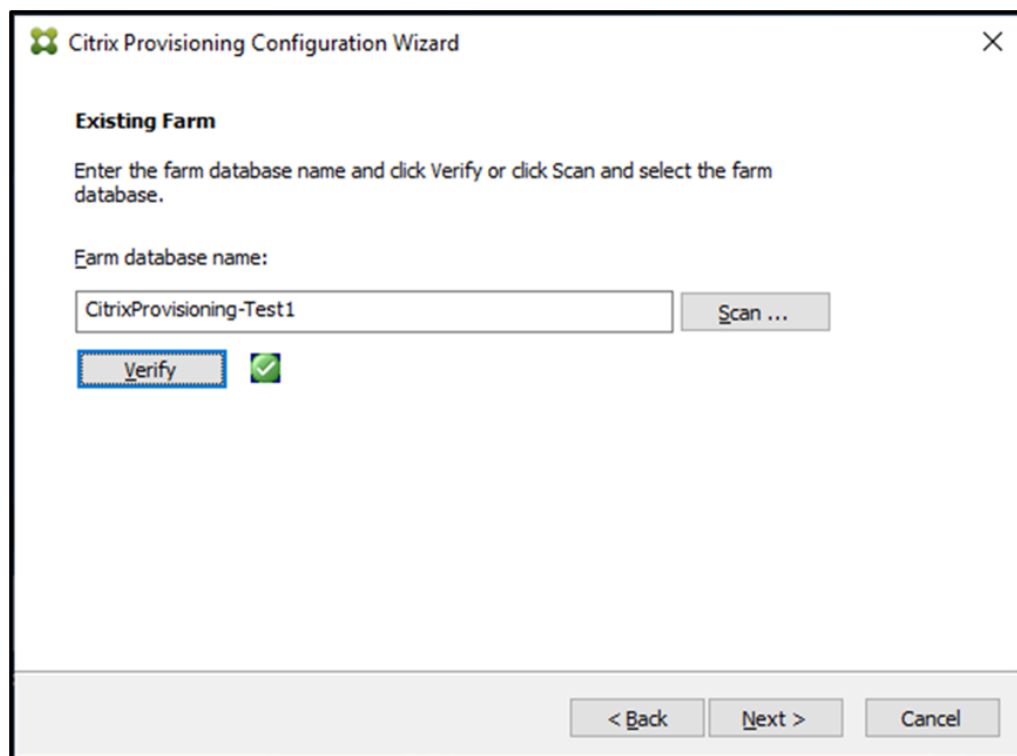 Citrix Provisioning Configuration Wizard
Existing Farm
Enter the farm database name and click Verify or click Scan and select the farm
database.
Farm database name:
CitrixProvisioning-Test1
Scan ...
Verify
< Back
Next >
Cancel